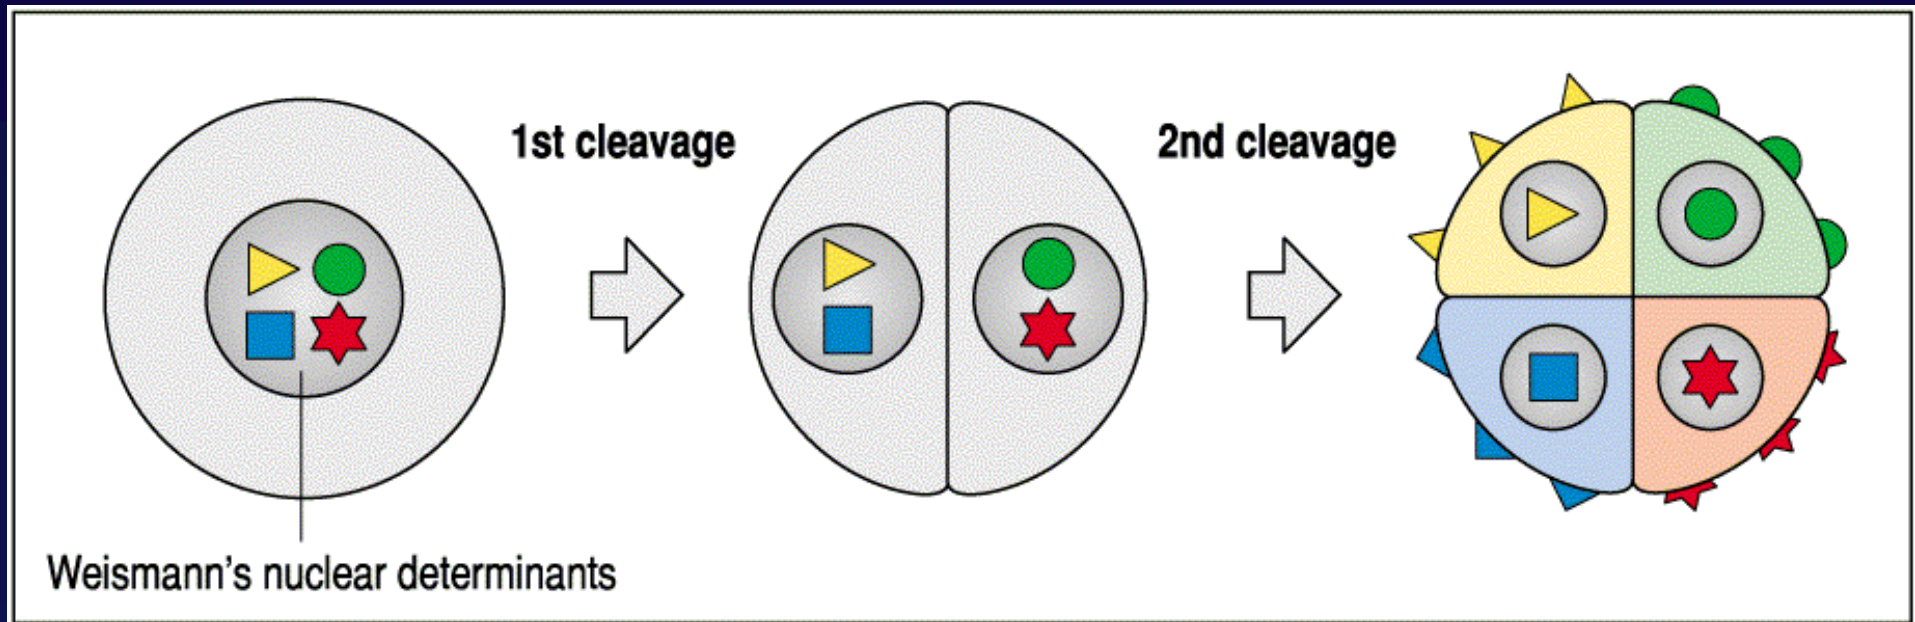 1st cleavage
2nd cleavage
Weismann's nuclear determinants